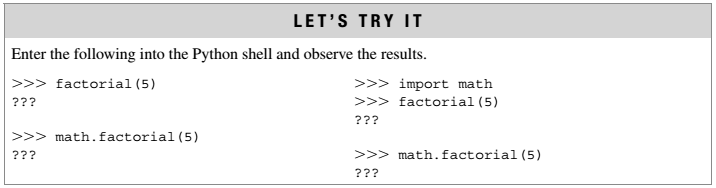 LET'S TRY IT
Enter the following into the Python shell and observe the results.
>>> factorial(5)
???
>>> math.factorial(5)
???
>>> import math
>>> factorial(5)
???
>>> math.factorial(5)
???